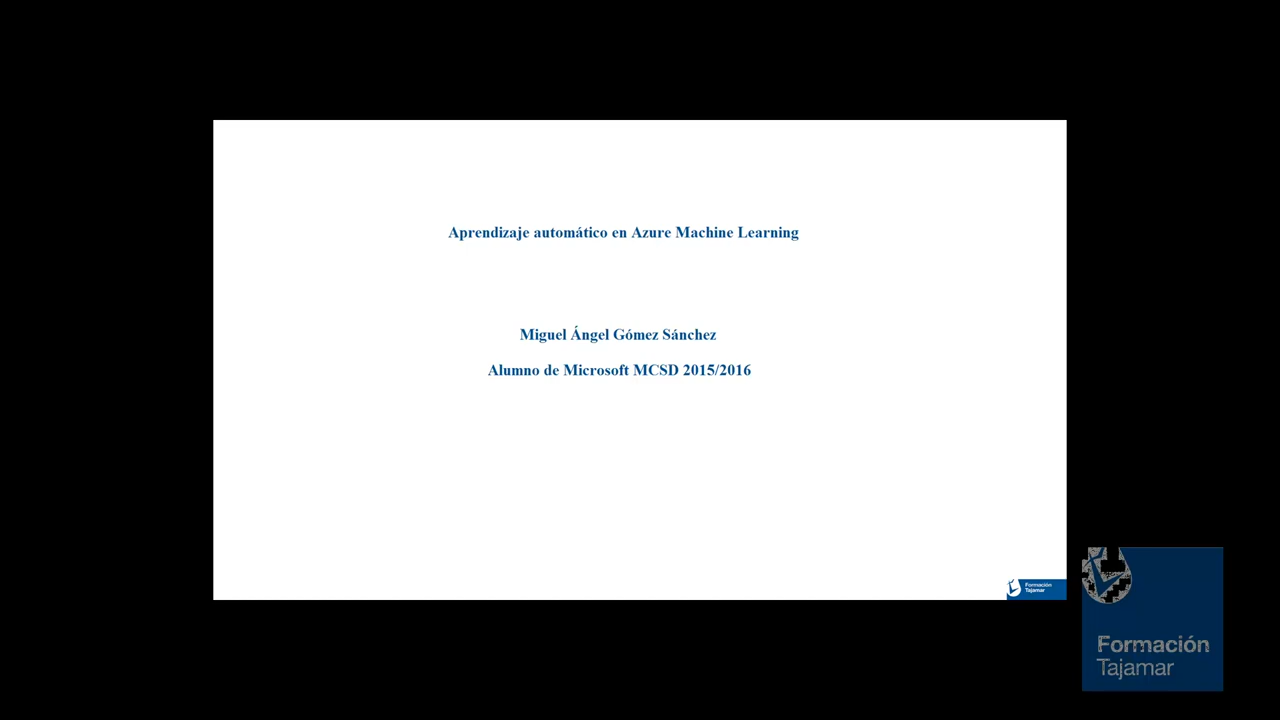 Aprendizaje automático en Azure Machine Learning
Miguel Ángel Gómez Sánchez
Alumno de Microsoft MCSD 2015/2016
Formación
Tajamar
Formación
Tajamar